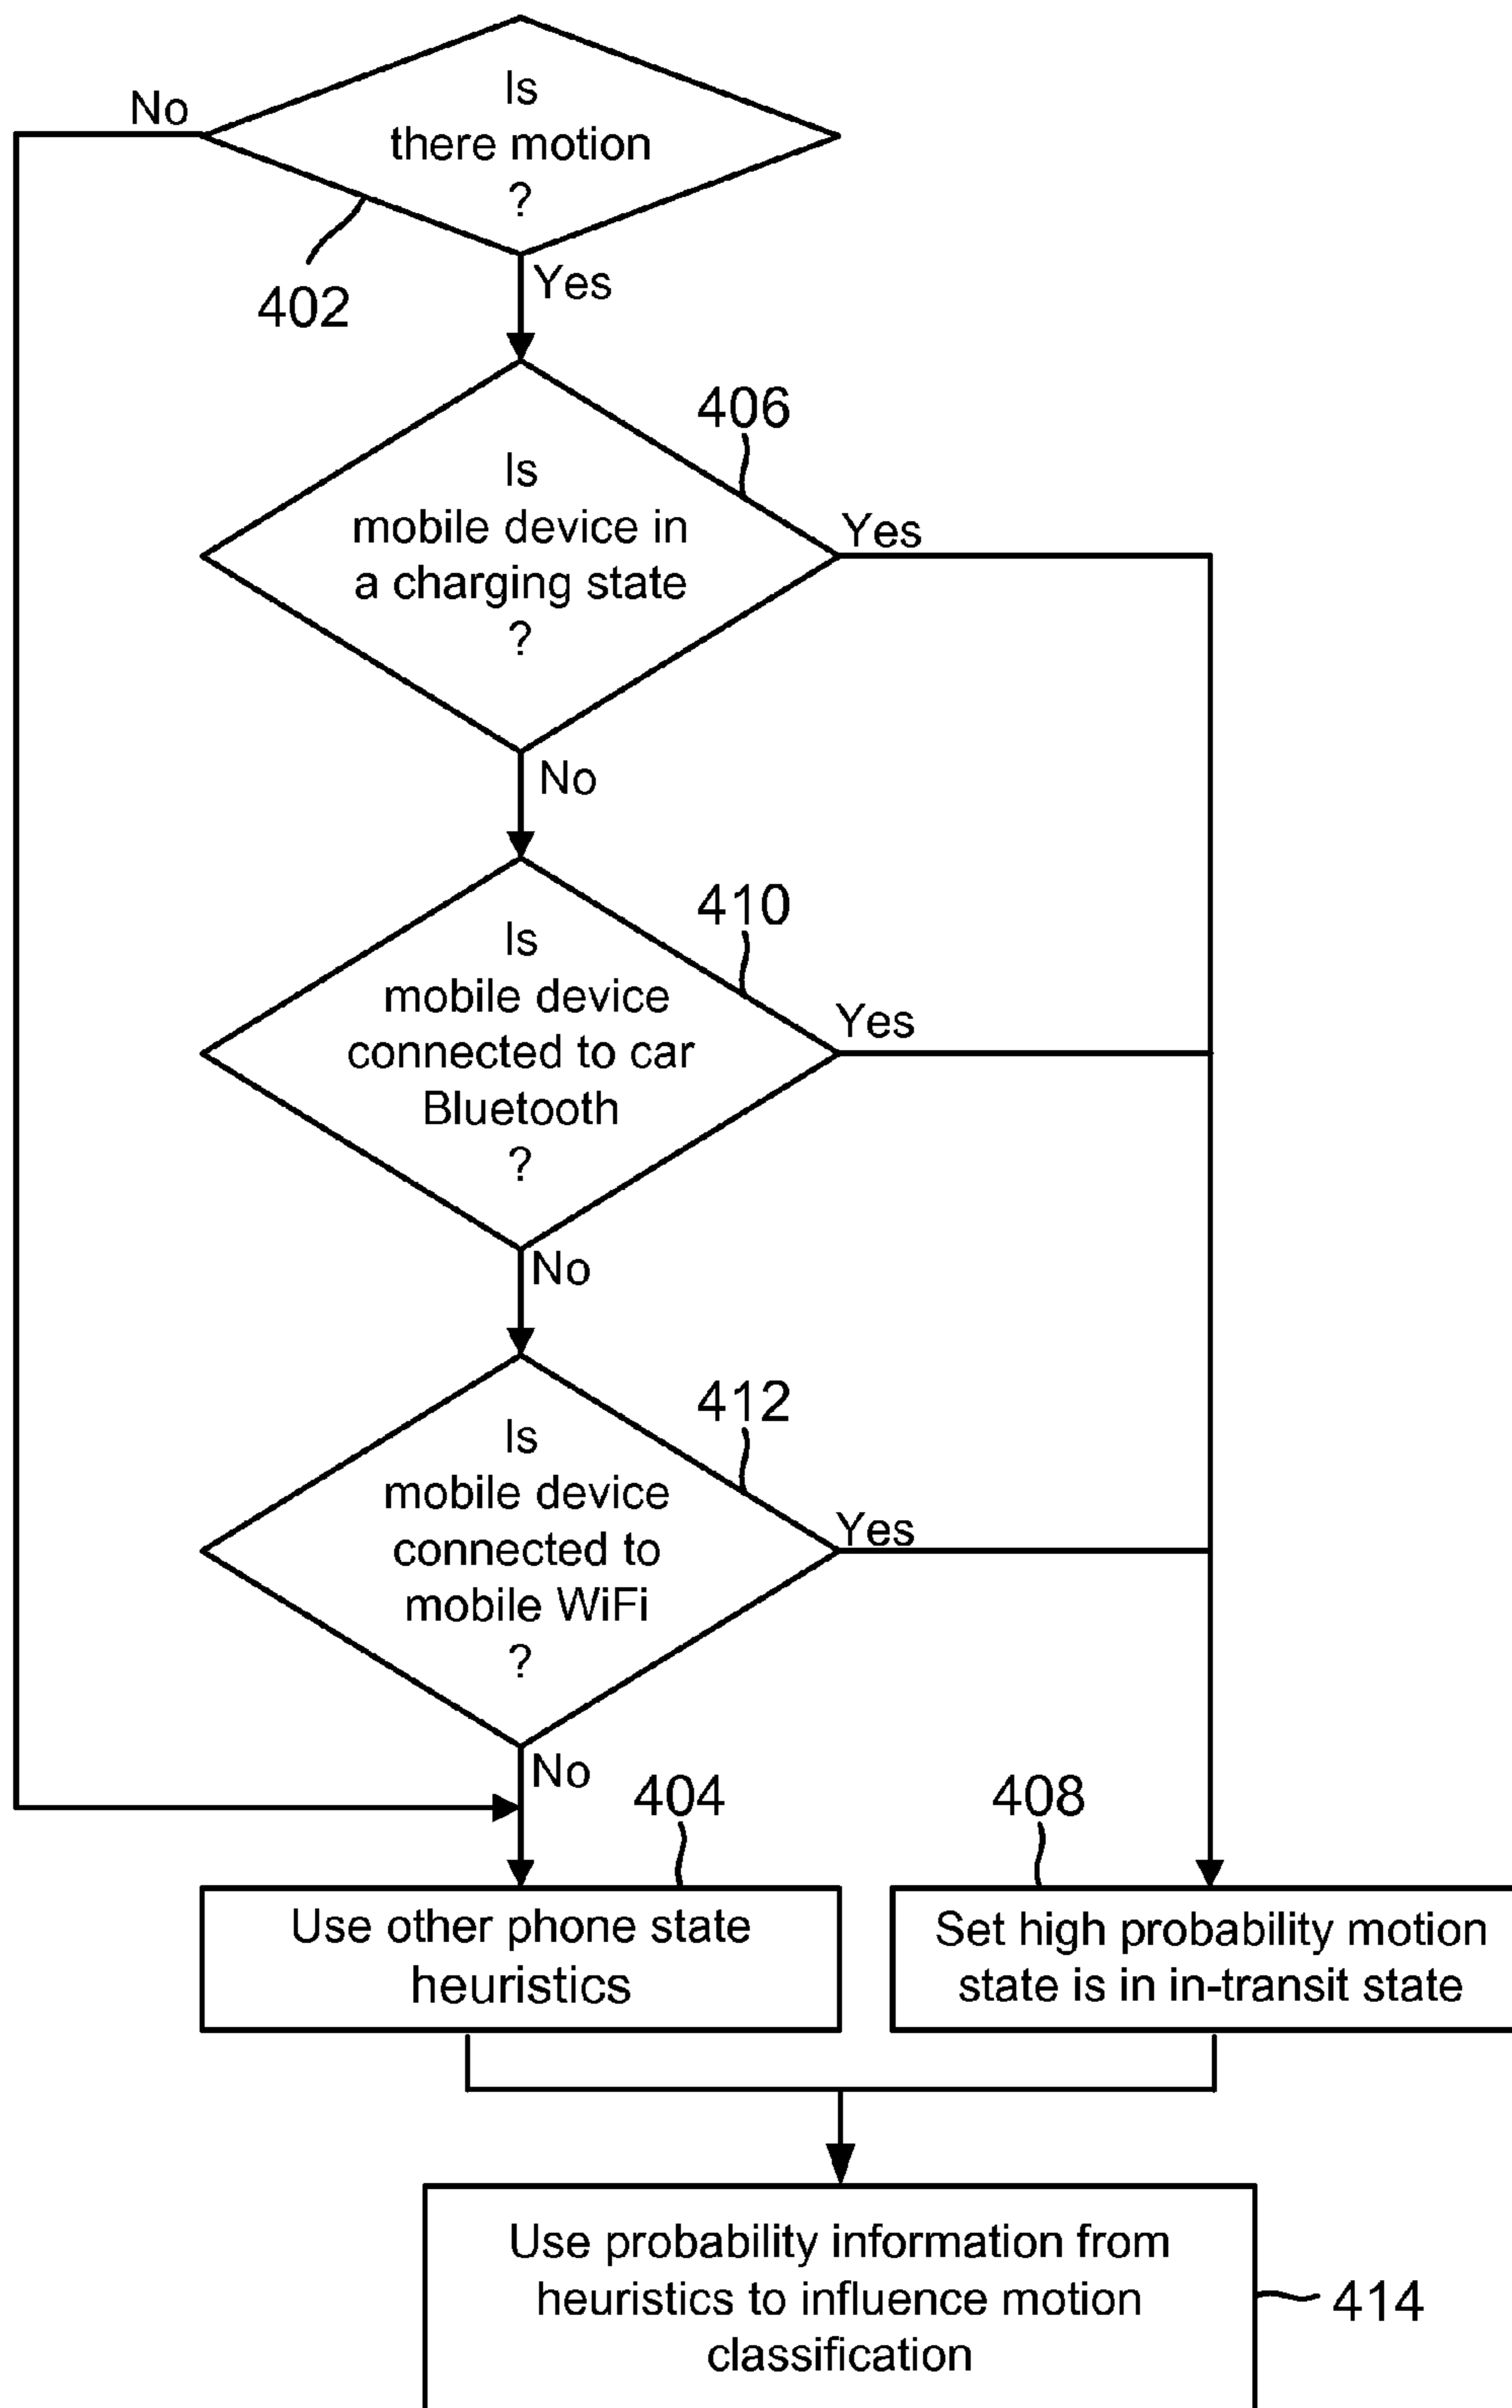 Is
there motion
?
No
402
Yes
406
Is
mobile device in
a charging state
?
Yes
No
410
Is
mobile device
connected to car
Bluetooth
?
Yes
No
412
Is
mobile device
connected to
mobile WiFi
?
Yes
No
404
408
Use other phone state
heuristics
Set high probability motion
state is in in-transit state
Use probability information from
heuristics to influence motion
classification
414